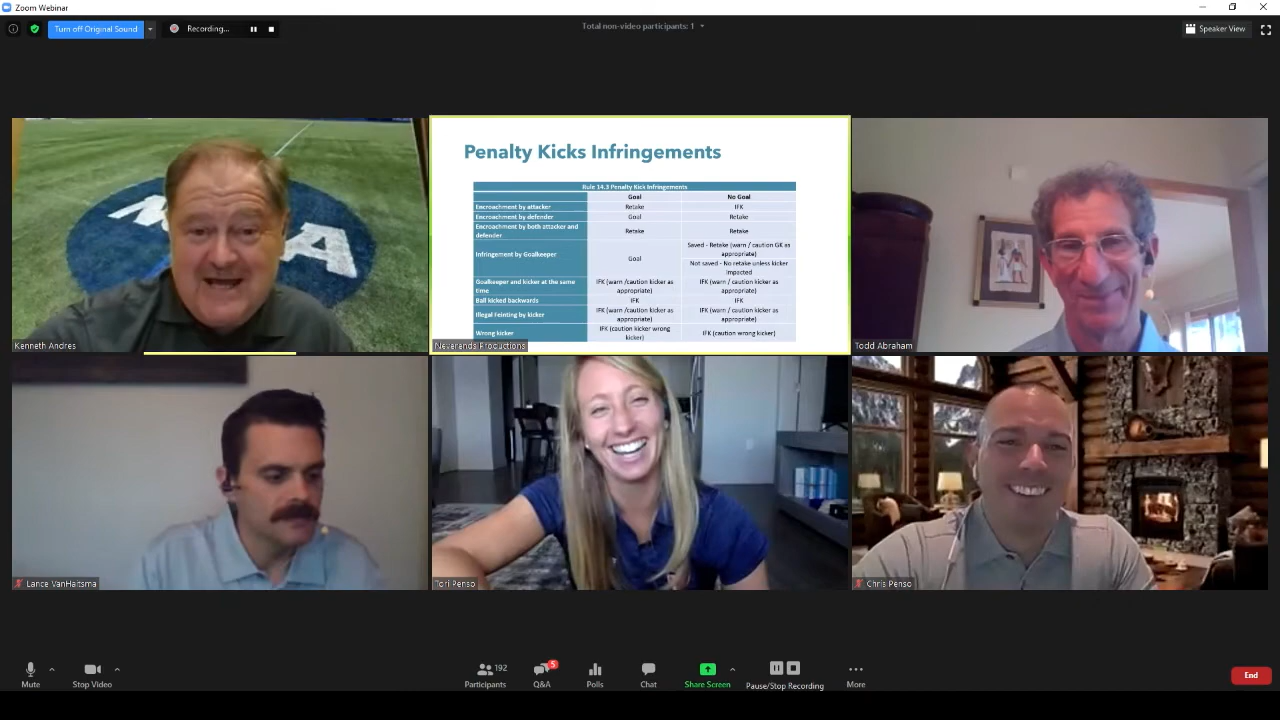 Zoom Webinar
Turn off Original Sound
Recording...
Total non-video participants: 1
Speaker View
Kenneth Andres
Penalty Kicks Infringements
Rule 14.3 Penalty Kick Infringements
Goal No Goal
Encroachment by attacker Retake IFK
Encroachment by defender Goal Retake
Encroachment by both attacker and
defender Retake Retake
Infringement by Goalkeeper Goal
Saved - Retake (warn / caution GK as
appropriate)
Not saved - No retake unless kicker
impacted
Goalkeeper and kicker at the same
time
IFK (warn /caution kicker as
appropriate)
IFK (warn / caution kicker as
appropriate)
Ball kicked backwards IFK IFK
Illegal Feinting by kicker
IFK (warn /caution kicker as
appropriate)
IFK (warn / caution kicker as
appropriate)
Wrong kicker
IFK (caution kicker wrong
kicker)
IFK (caution wrong kicker)
Neverends Productions
Todd Abraham
Lance VanHaitsma
Tori Penso
Chris Penso
Mute
Stop Video
192
Participants
5
Q&A
Polls
Chat
Share Screen
Pause/Stop Recording
More
End